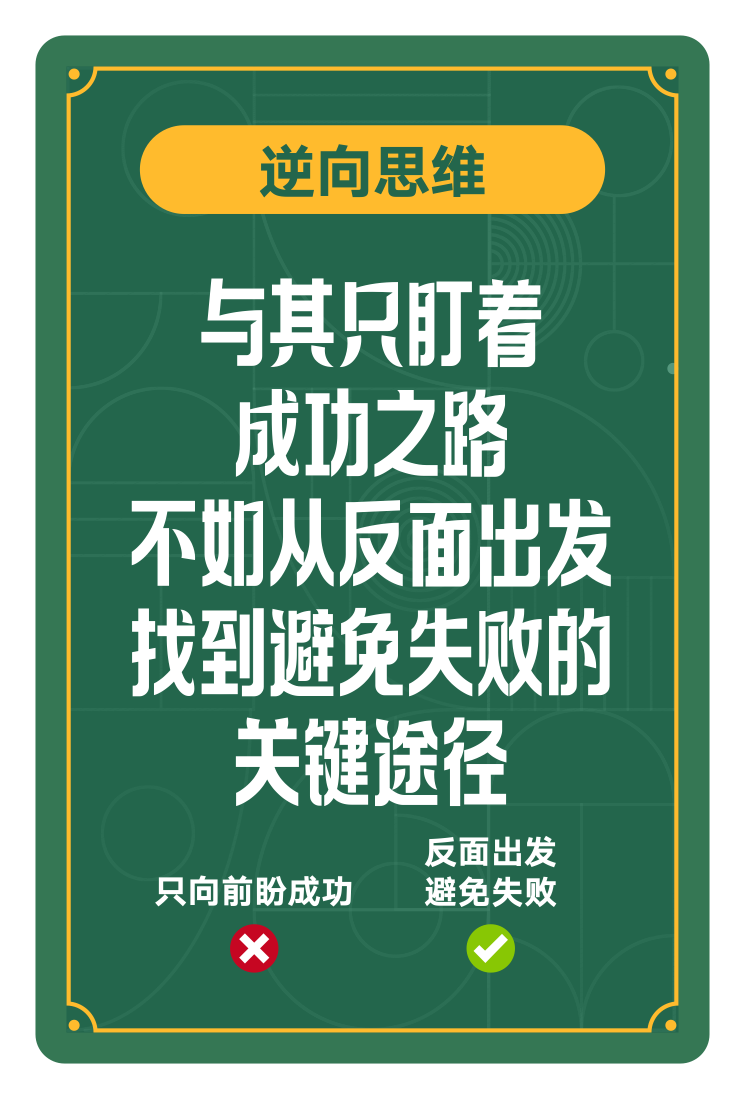 逆向思维
与其只盯着
成功之路
不如从反面出发
找到避免失败的
关键途径
只向前盼成功
反面出发
避免失败